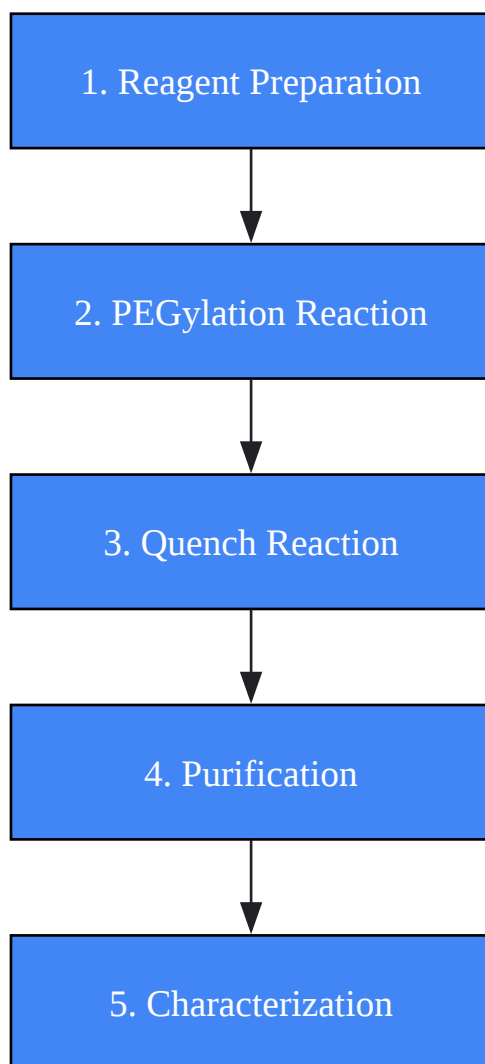 1. Reagent Preparation
2. PEGylation Reaction
3. Quench Reaction
4. Purification
5. Characterization